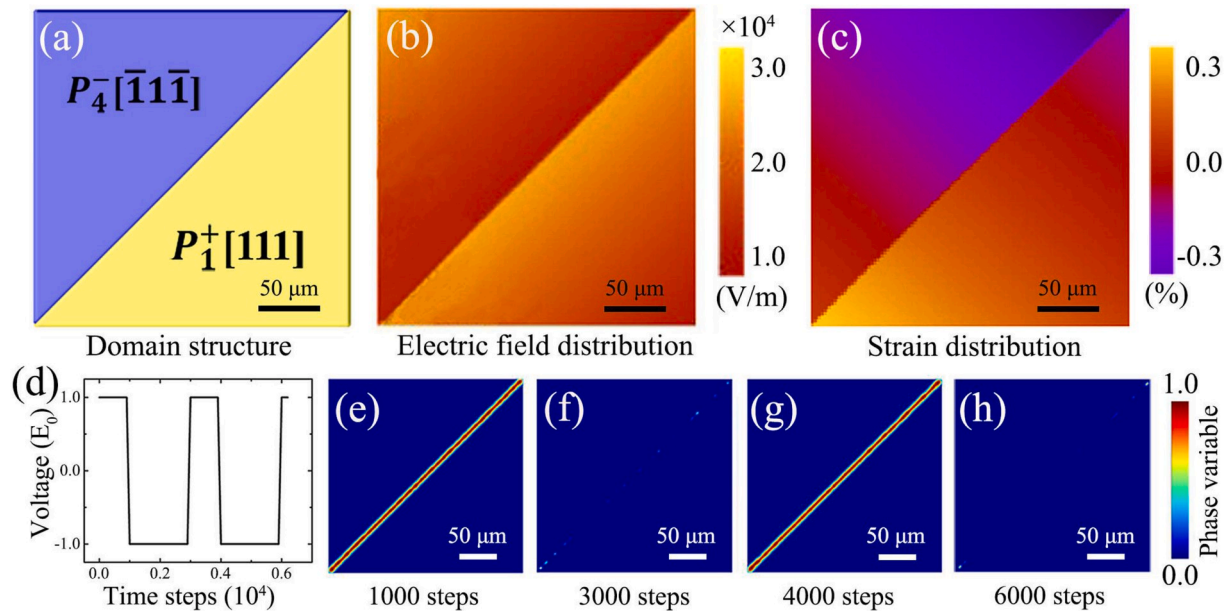 (a)
P₄⁻[1̄11̄]
P₁⁺[111]
50 μm
Domain structure
(b)
50 μm
Electric field distribution
×10⁴
3.0
2.0
1.0
(V/m)
(c)
50 μm
Strain distribution
0.3
0.0
-0.3
(%)
(d)
Voltage (E₀)
1.0
0.0
-1.0
0.0 0.2 0.4 0.6
Time steps (10⁴)
(e)
50 μm
1000 steps
(f)
50 μm
3000 steps
(g)
50 μm
4000 steps
(h)
50 μm
6000 steps
1.0
0.0
Phase variable